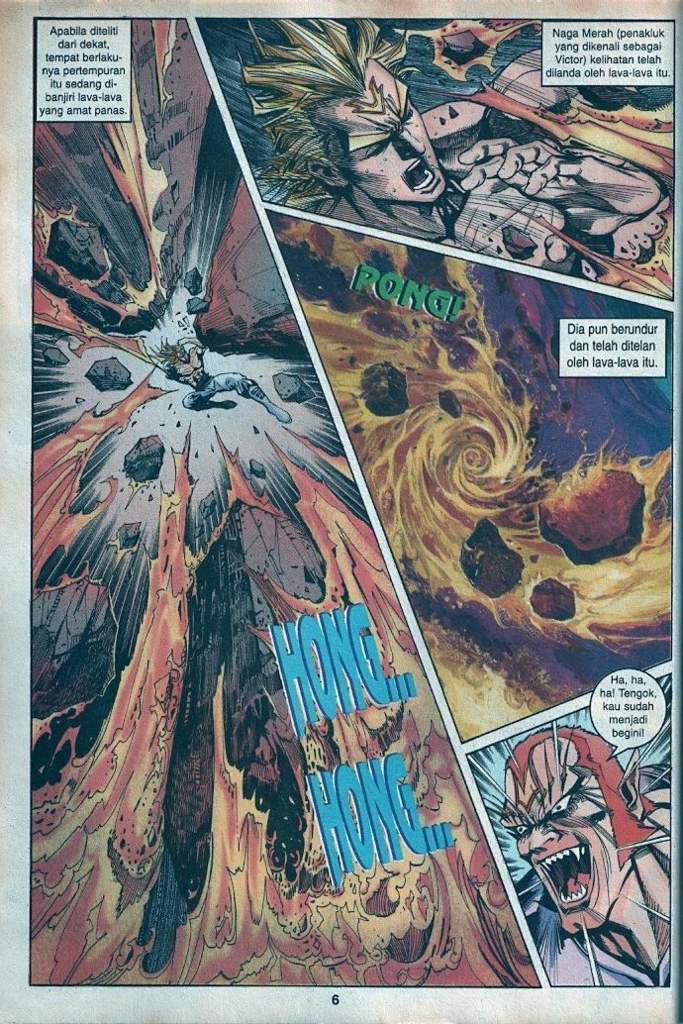 Apabila diteliti
dari dekat,
tempat berlaku-
nya pertempuran
itu sedang di-
banjiri lava-lava
yang amat panas.
Naga Merah (penakluk
yang dikenali sebagai
Victor) kelihatan telah
dilanda oleh lava-lava itu.
PONG!
Dia pun berundur
dan telah ditelan
oleh lava-lava itu.
HONG...
HONG...
Ha, ha,
ha! Tengok,
kau sudah
menjadi
begini!
6